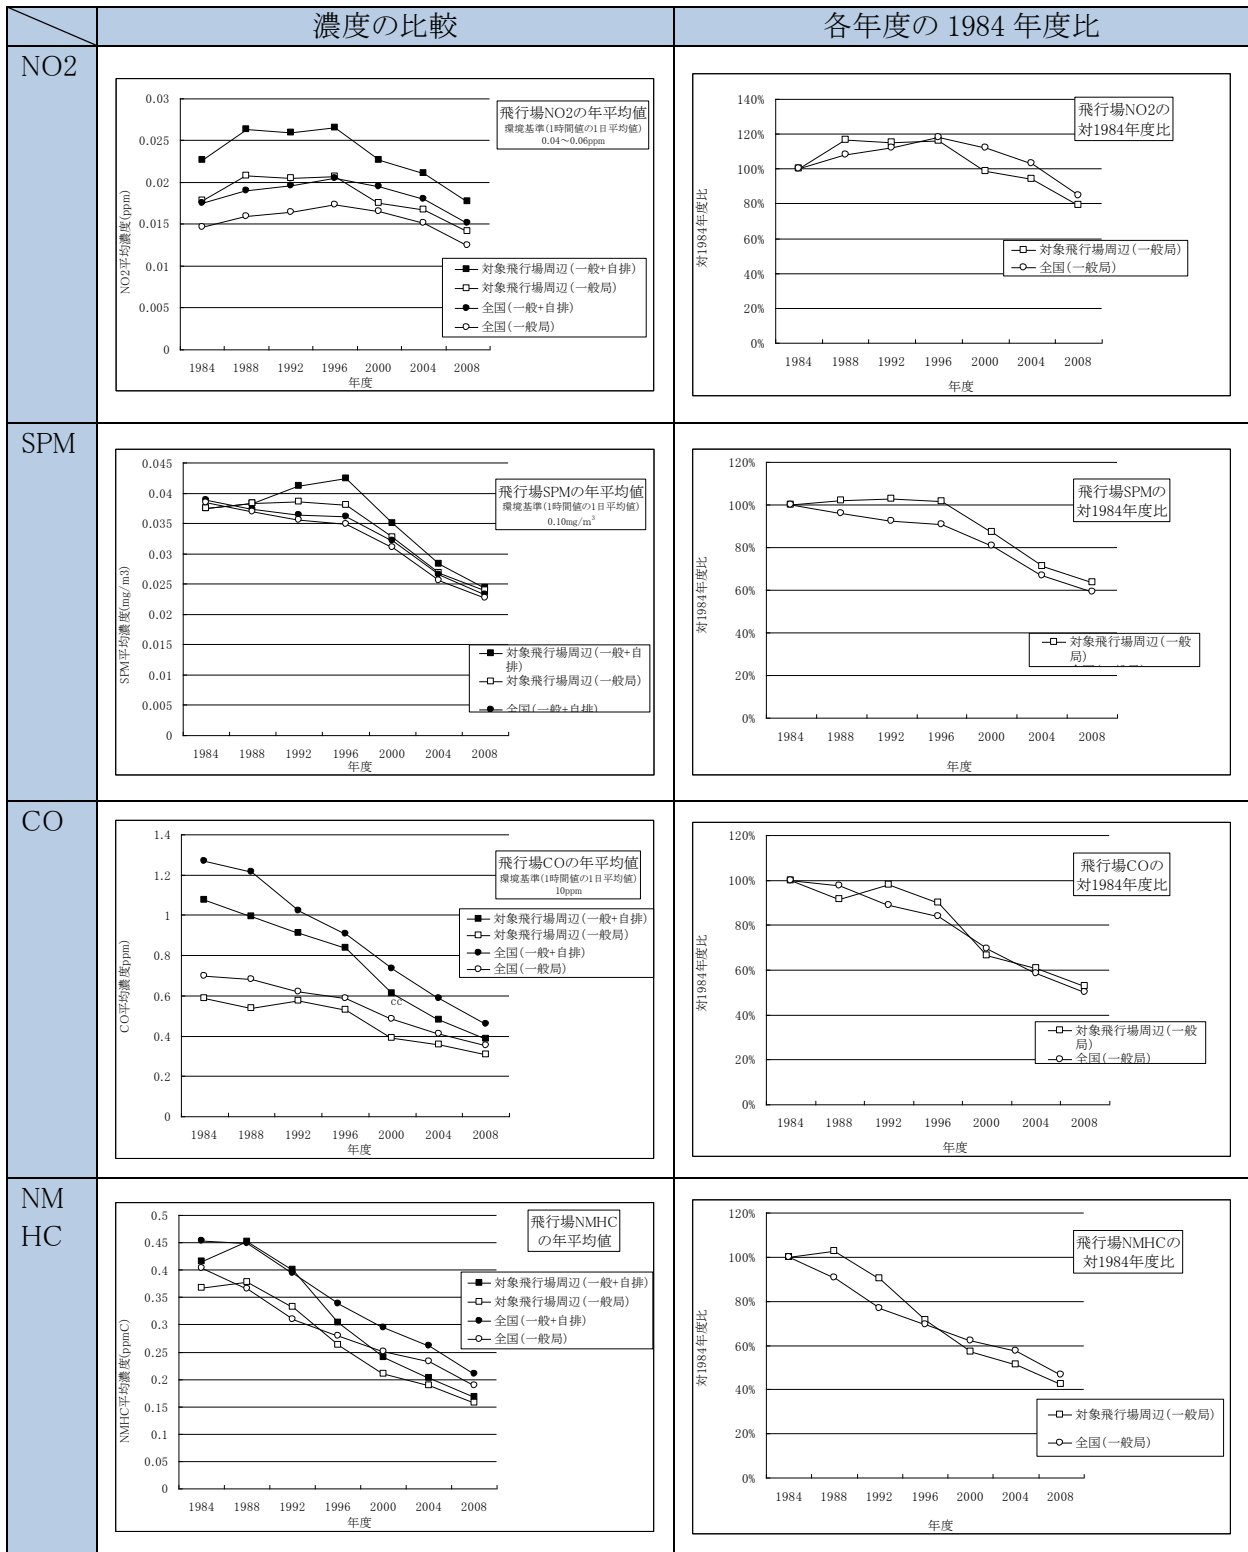 濃度の比較
各年度の 1984 年度比
NO2
0.03
0.025
0.02
0.015
0.01
0.005
0
NO2平均濃度(ppm)
飛行場NO2の年平均値
環境基準(1時間値の1日平均値)
0.04～0.06ppm
対象飛行場周辺(一般+自排)
対象飛行場周辺(一般局)
全国(一般+自排)
全国(一般局)
1984 1988 1992 1996 2000 2004 2008
年度
140%
120%
100%
80%
60%
40%
20%
0%
対1984年度比
飛行場NO2の
対1984年度比
対象飛行場周辺(一般局)
全国(一般局)
1984 1988 1992 1996 2000 2004 2008
年度
SPM
0.045
0.04
0.035
0.03
0.025
0.02
0.015
0.01
0.005
0
SPM平均濃度(mg/m3)
飛行場SPMの年平均値
環境基準(1時間値の1日平均値)
0.10mg/m³
対象飛行場周辺(一般+自
排)
対象飛行場周辺(一般局)
全国(一般+自排)
1984 1988 1992 1996 2000 2004 2008
年度
120%
100%
80%
60%
40%
20%
0%
対1984年度比
飛行場SPMの
対1984年度比
対象飛行場周辺(一般
局)
1984 1988 1992 1996 2000 2004 2008
年度
CO
1.4
1.2
1
0.8
0.6
0.4
0.2
0
CO平均濃度ppm)
飛行場COの年平均値
環境基準(1時間値の1日平均値)
10ppm
対象飛行場周辺(一般+自排)
対象飛行場周辺(一般局)
全国(一般+自排)
全国(一般局)
cc
1984 1988 1992 1996 2000 2004 2008
年度
120%
100%
80%
60%
40%
20%
0%
対1984年度比
飛行場COの
対1984年度比
対象飛行場周辺(一般
局)
全国(一般局)
1984 1988 1992 1996 2000 2004 2008
年度
NM
HC
0.5
0.45
0.4
0.35
0.3
0.25
0.2
0.15
0.1
0.05
0
NMHC平均濃度(ppmC)
飛行場NMHC
の年平均値
対象飛行場周辺(一般+自排)
対象飛行場周辺(一般局)
全国(一般+自排)
全国(一般局)
1984 1988 1992 1996 2000 2004 2008
年度
120%
100%
80%
60%
40%
20%
0%
対1984年度比
飛行場NMHCの
対1984年度比
対象飛行場周辺(一般局)
全国(一般局)
1984 1988 1992 1996 2000 2004 2008
年度